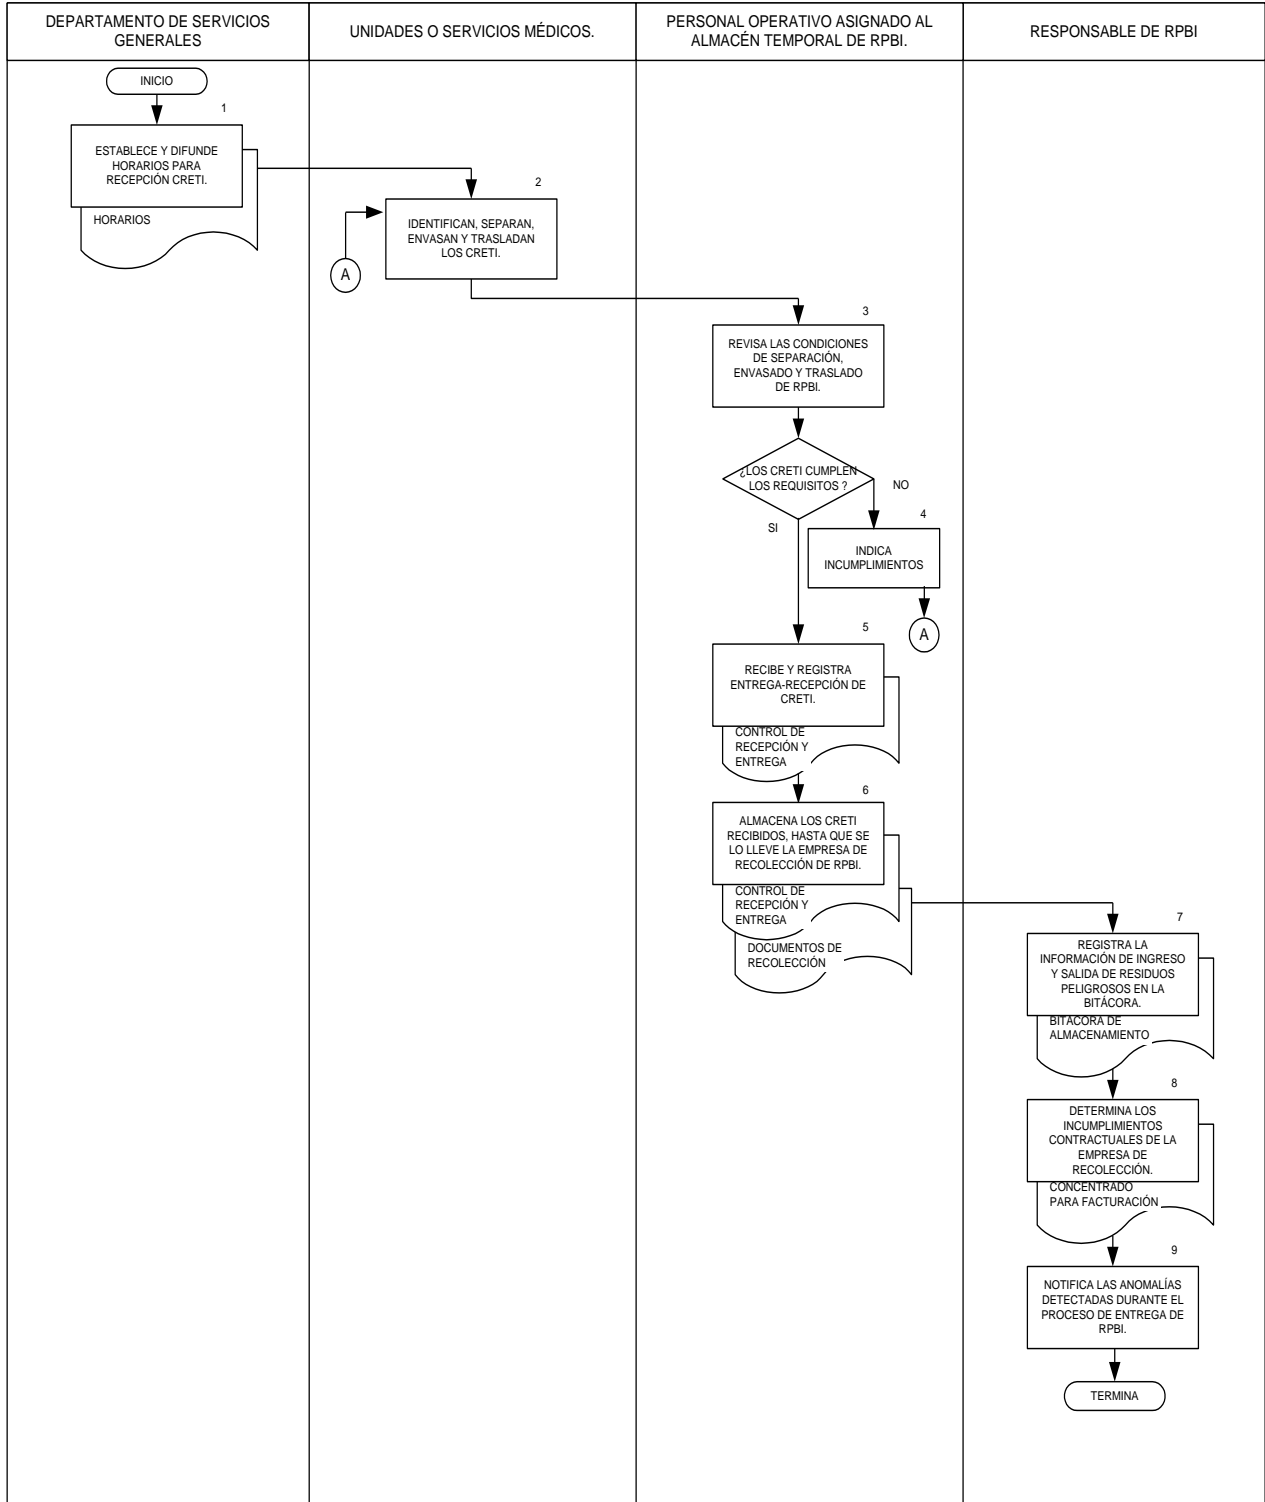 DEPARTAMENTO DE SERVICIOS
GENERALES
UNIDADES O SERVICIOS MÉDICOS.
PERSONAL OPERATIVO ASIGNADO AL
ALMACÉN TEMPORAL DE RPBI.
RESPONSABLE DE RPBI
INICIO
1
ESTABLECE Y DIFUNDE
HORARIOS PARA
RECEPCIÓN CRETI.
HORARIOS
2
IDENTIFICAN, SEPARAN,
ENVASAN Y TRASLADAN
LOS CRETI.
A
3
REVISA LAS CONDICIONES
DE SEPARACIÓN,
ENVASADO Y TRASLADO
DE RPBI.
¿LOS CRETI CUMPLEN
LOS REQUISITOS ?
NO
SI
4
INDICA
INCUMPLIMIENTOS
A
5
RECIBE Y REGISTRA
ENTREGA-RECEPCIÓN DE
CRETI.
CONTROL DE
RECEPCIÓN Y
ENTREGA
6
ALMACENA LOS CRETI
RECIBIDOS, HASTA QUE SE
LO LLEVE LA EMPRESA DE
RECOLECCIÓN DE RPBI.
CONTROL DE
RECEPCIÓN Y
ENTREGA
DOCUMENTOS DE
RECOLECCIÓN
7
REGISTRA LA
INFORMACIÓN DE INGRESO
Y SALIDA DE RESIDUOS
PELIGROSOS EN LA
BITÁCORA.
BITÁCORA DE
ALMACENAMIENTO
8
DETERMINA LOS
INCUMPLIMIENTOS
CONTRACTUALES DE LA
EMPRESA DE
RECOLECCIÓN.
CONCENTRADO
PARA FACTURACIÓN
9
NOTIFICA LAS ANOMALÍAS
DETECTADAS DURANTE EL
PROCESO DE ENTREGA DE
RPBI.
TERMINA